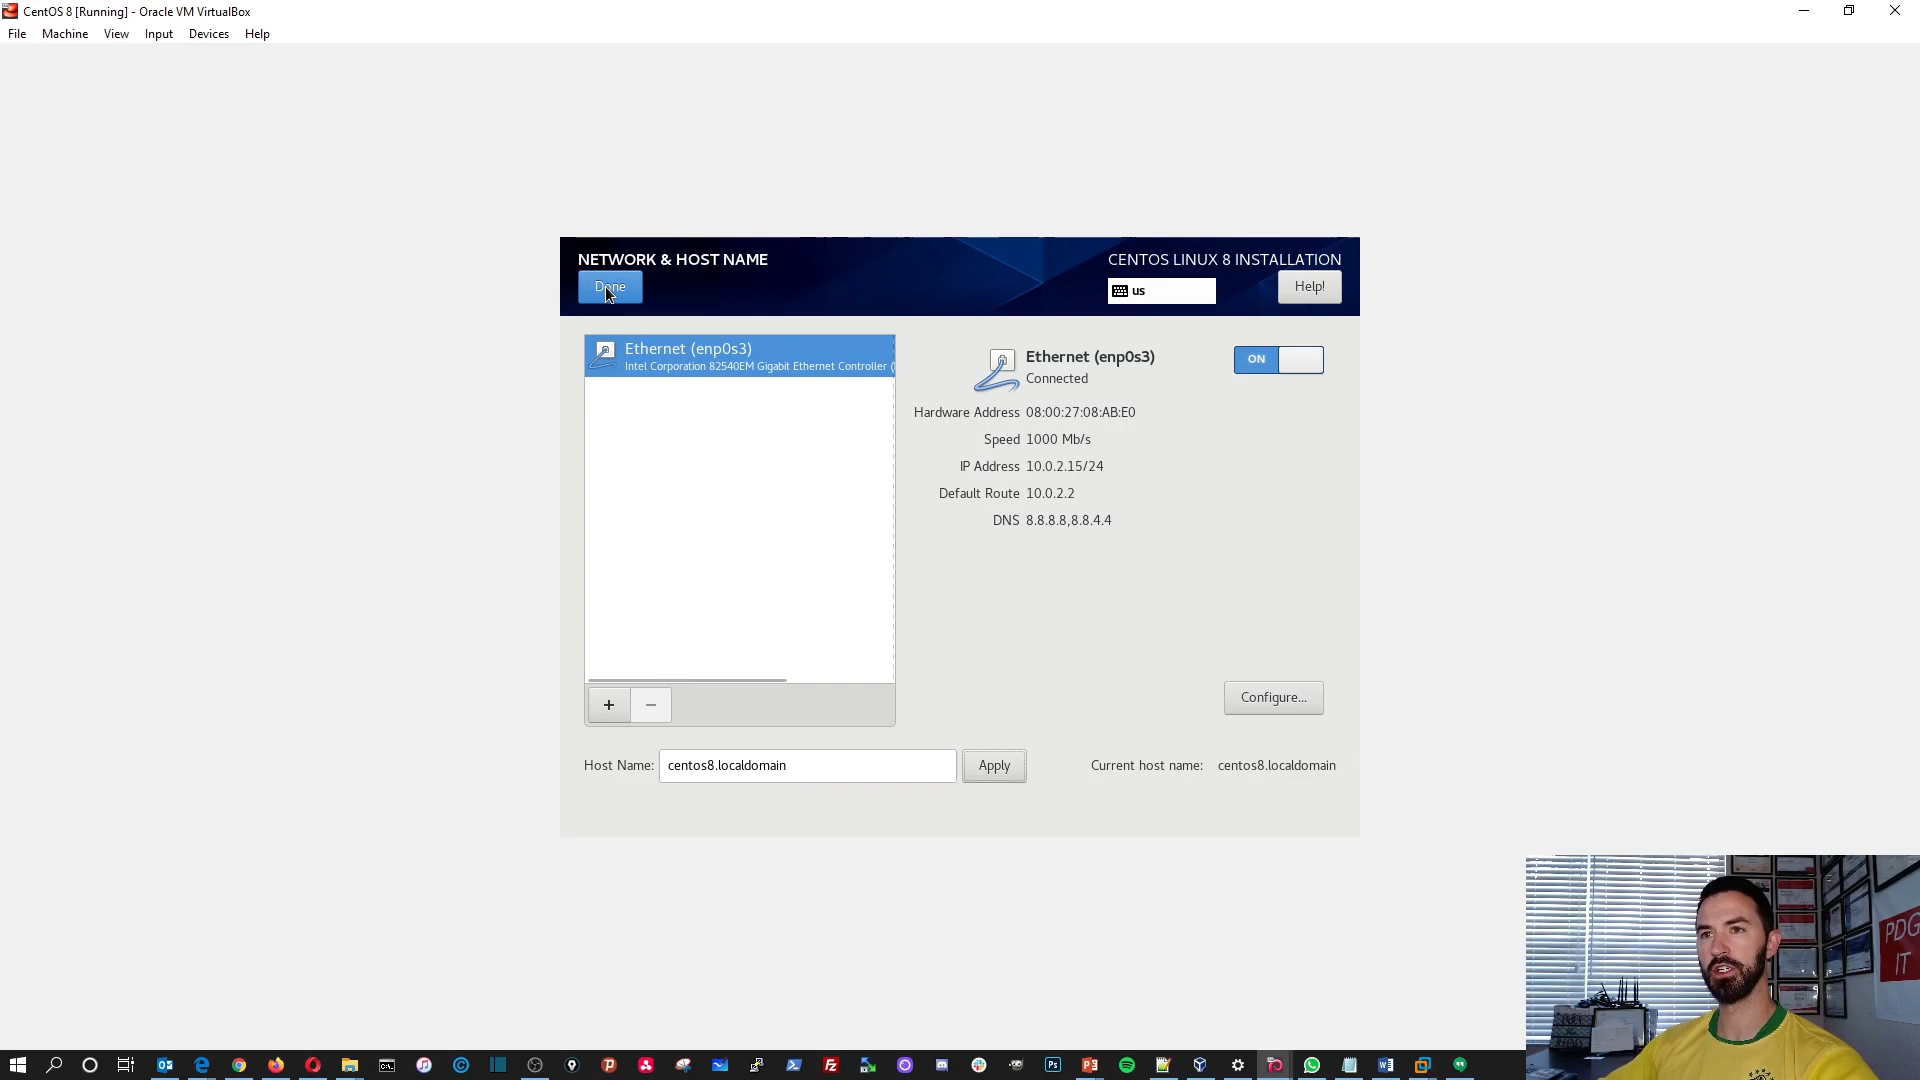 CentOS 8 [Running] - Oracle VM VirtualBox
File Machine View Input Devices Help
NETWORK & HOST NAME
CENTOS LINUX 8 INSTALLATION
Done
us
Help!
Ethernet (enp0s3)
Intel Corporation 82540EM Gigabit Ethernet Controller (
Ethernet (enp0s3)
Connected
ON
Hardware Address 08:00:27:08:AB:E0
Speed 1000 Mb/s
IP Address 10.0.2.15/24
Default Route 10.0.2.2
DNS 8.8.8.8,8.8.4.4
+ −
Configure...
Host Name: centos8.localdomain Apply
Current host name: centos8.localdomain
PDG
IT